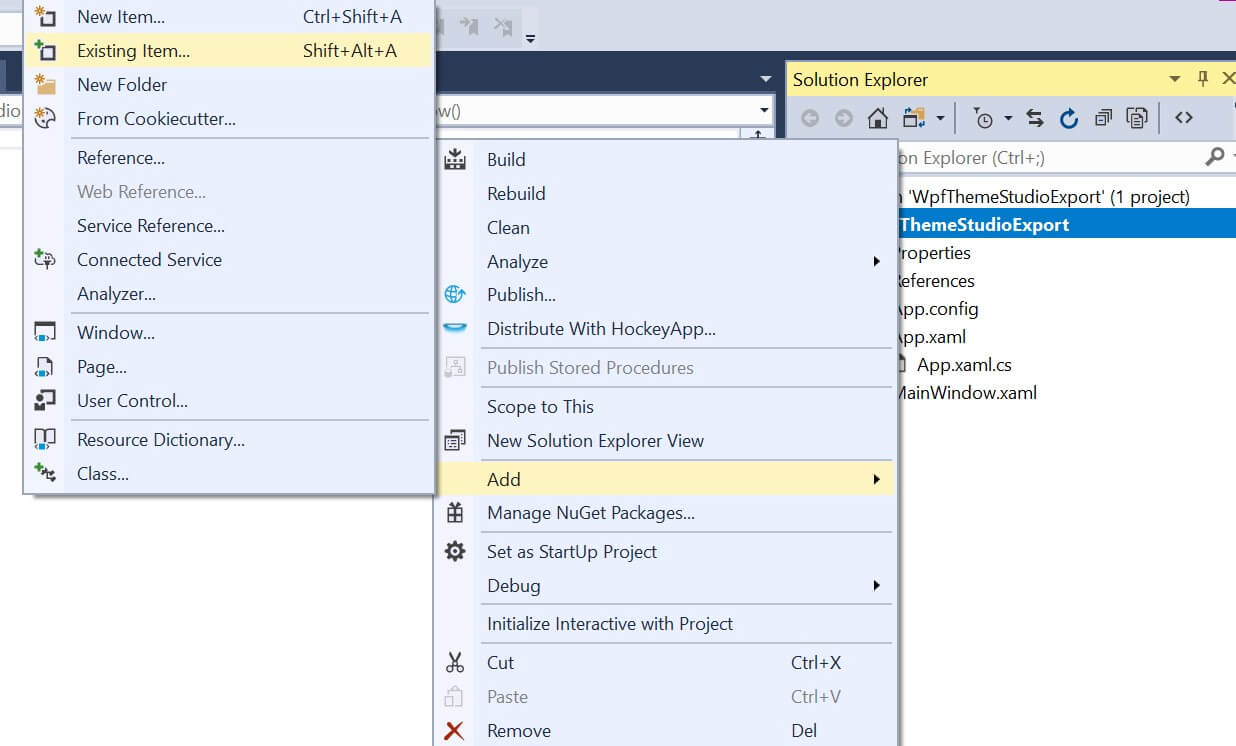 New Item... Ctrl+Shift+A
Existing Item... Shift+Alt+A
New Folder
From Cookiecutter...
Reference...
Web Reference...
Service Reference...
Connected Service
Analyzer...
Window...
Page...
User Control...
Resource Dictionary...
Class...
dio
w()
Build
Rebuild
Clean
Analyze
Publish...
Distribute With HockeyApp...
Publish Stored Procedures
Scope to This
New Solution Explorer View
Add
Manage NuGet Packages...
Set as StartUp Project
Debug
Initialize Interactive with Project
Cut Ctrl+X
Paste Ctrl+V
Remove Del
Solution Explorer
on Explorer (Ctrl+;)
'WpfThemeStudioExport' (1 project)
ThemeStudioExport
roperties
eferences
pp.config
pp.xaml
App.xaml.cs
MainWindow.xaml